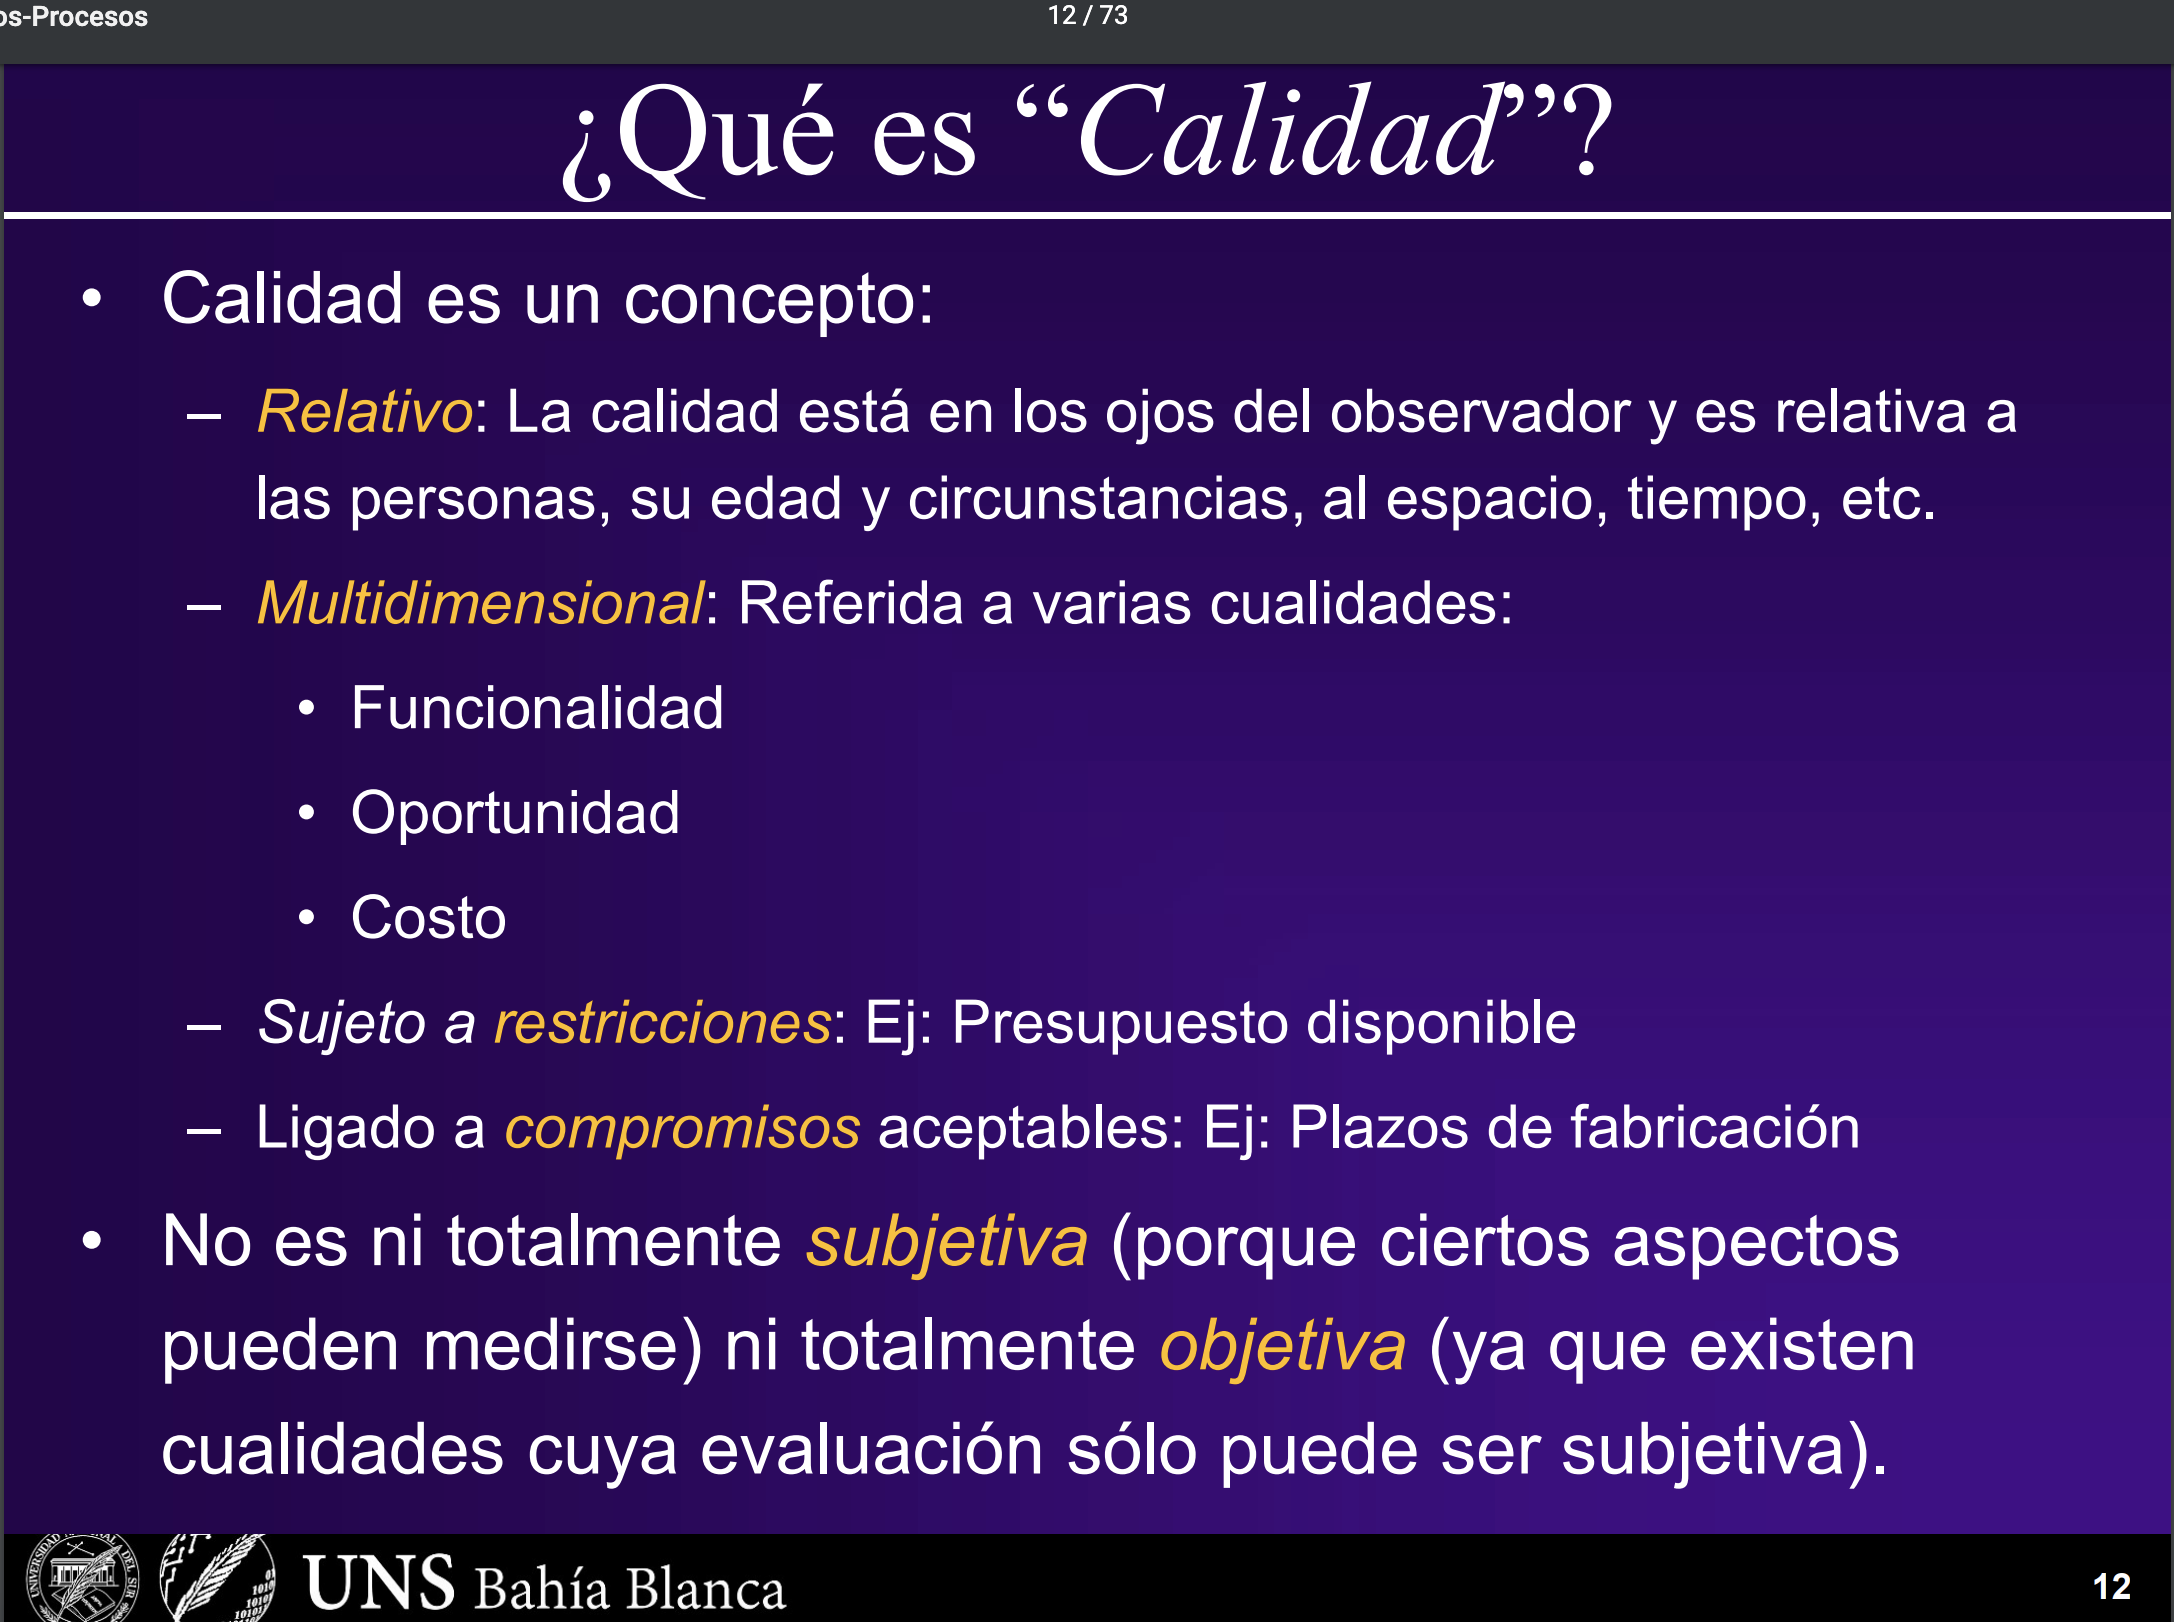 os-Procesos
12 / 73
¿Qué es “Calidad”?
• Calidad es un concepto:
– Relativo: La calidad está en los ojos del observador y es relativa a
las personas, su edad y circunstancias, al espacio, tiempo, etc.
– Multidimensional: Referida a varias cualidades:
• Funcionalidad
• Oportunidad
• Costo
– Sujeto a restricciones: Ej: Presupuesto disponible
– Ligado a compromisos aceptables: Ej: Plazos de fabricación
• No es ni totalmente subjetiva (porque ciertos aspectos
pueden medirse) ni totalmente objetiva (ya que existen
cualidades cuya evaluación sólo puede ser subjetiva).
UNS Bahía Blanca
12